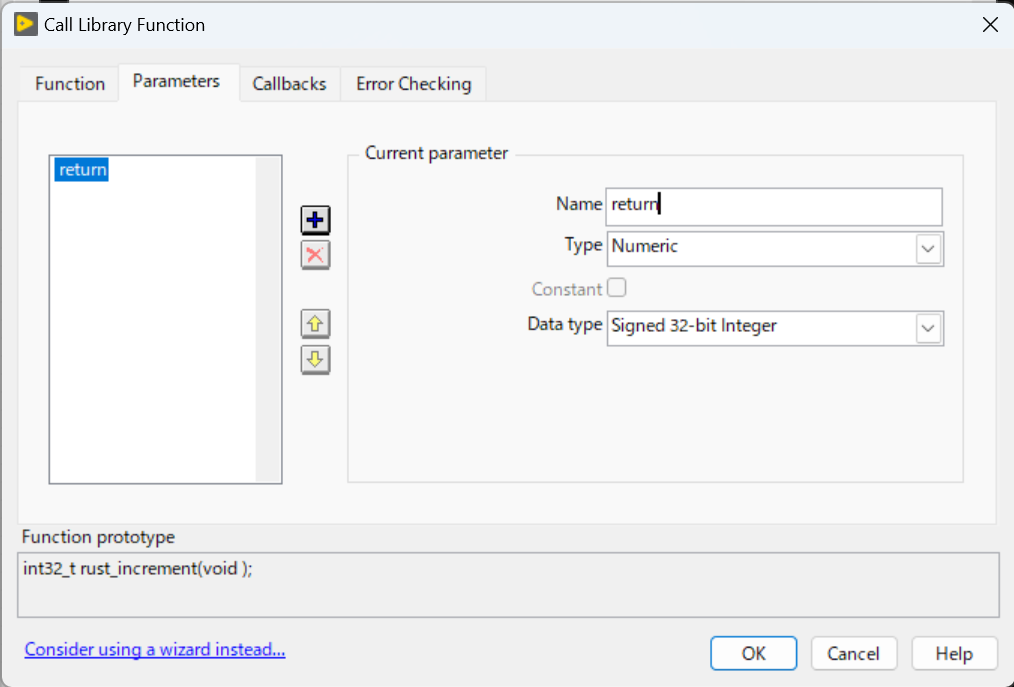 Call Library Function
Function
Parameters
Callbacks
Error Checking
return
Current parameter
Name return
Type Numeric
Constant
Data type Signed 32-bit Integer
Function prototype
int32_t rust_increment(void );
Consider using a wizard instead...
OK
Cancel
Help